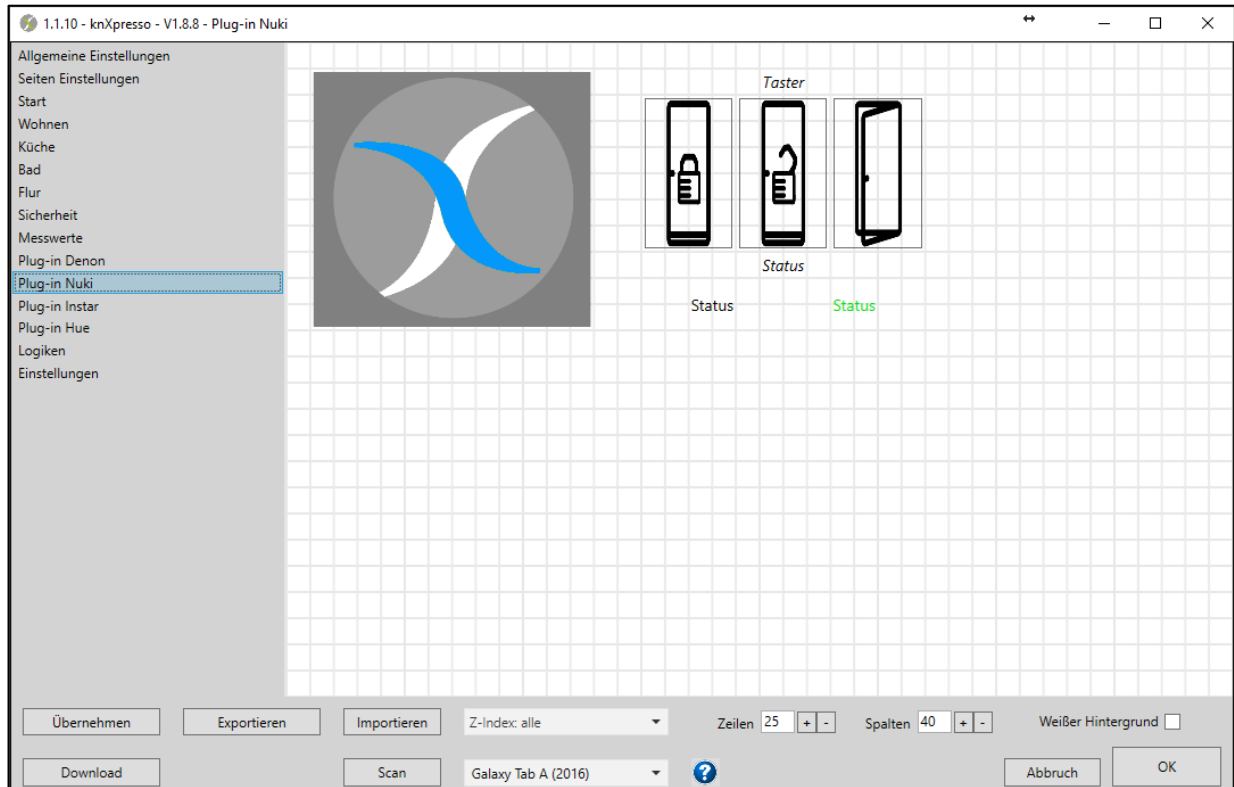 1.1.10 - knXpresso - V1.8.8 - Plug-in Nuki
Allgemeine Einstellungen
Seiten Einstellungen
Start
Wohnen
Küche
Bad
Flur
Sicherheit
Messwerte
Plug-in Denon
Plug-in Nuki
Plug-in Instar
Plug-in Hue
Logiken
Einstellungen
Taster
Status
Status Status
Übernehmen Exportieren Importieren Z-Index: alle Zeilen 25 + - Spalten 40 + - Weißer Hintergrund
Download Scan Galaxy Tab A (2016) ? Abbruch OK